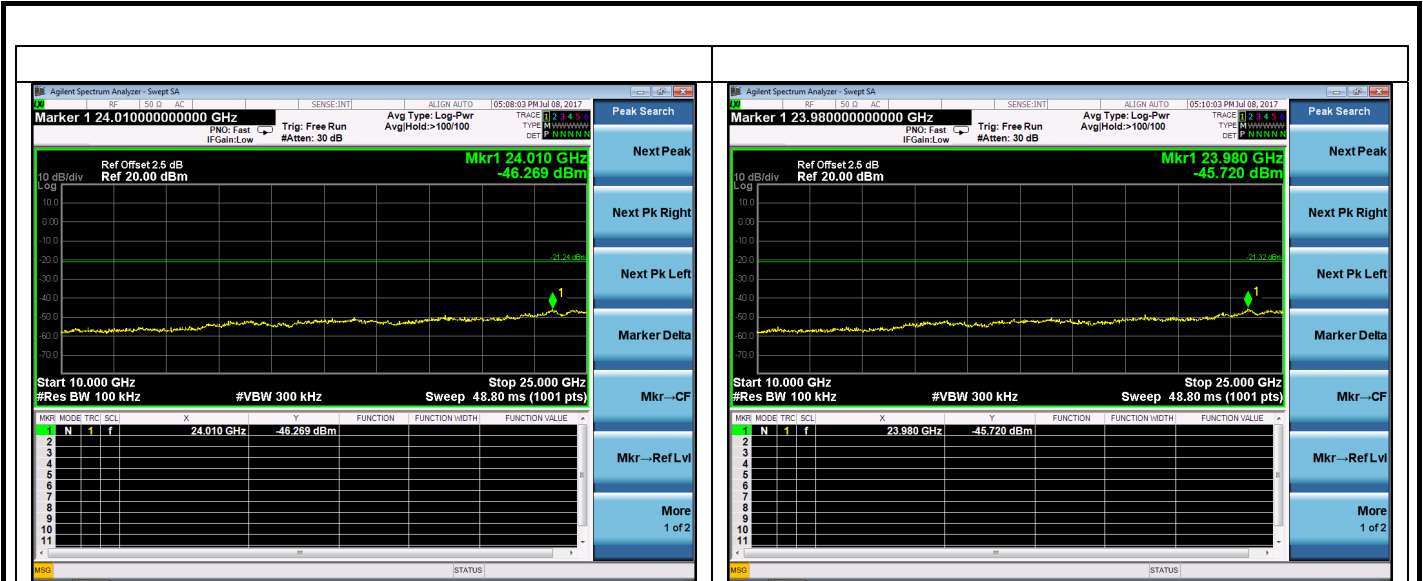 Agilent Spectrum Analyzer - Swept SA
LXI RF 50 Ω AC SENSE:INT ALIGN AUTO 05:08:03 PM Jul 08, 2017
Marker 1 24.010000000000 GHz
PNO: Fast
IFGain:Low
Trig: Free Run
#Atten: 30 dB
Avg Type: Log-Pwr
Avg|Hold:>100/100
TRACE 1 2 3 4 5 6
TYPE M W W W W W
DET P N N N N N
Ref Offset 2.5 dB
Ref 20.00 dBm
Mkr1 24.010 GHz
-46.269 dBm
10 dB/div
Log
10.0
0.00
-10.0
-20.0
-30.0
-40.0
-50.0
-60.0
-70.0
-21.24 dBm
1
Start 10.000 GHz
Stop 25.000 GHz
#Res BW 100 kHz
#VBW 300 kHz
Sweep 48.80 ms (1001 pts)
MKR MODE TRC SCL X Y FUNCTION FUNCTION WIDTH FUNCTION VALUE
1 N 1 f 24.010 GHz -46.269 dBm
2
3
4
5
6
7
8
9
10
11
MSG
STATUS
Peak Search
Next Peak
Next Pk Right
Next Pk Left
Marker Delta
Mkr→CF
Mkr→Ref Lvl
More
1 of 2
Agilent Spectrum Analyzer - Swept SA
LXI RF 50 Ω AC SENSE:INT ALIGN AUTO 05:10:03 PM Jul 08, 2017
Marker 1 23.980000000000 GHz
PNO: Fast
IFGain:Low
Trig: Free Run
#Atten: 30 dB
Avg Type: Log-Pwr
Avg|Hold:>100/100
TRACE 1 2 3 4 5 6
TYPE M W W W W W
DET P N N N N N
Ref Offset 2.5 dB
Ref 20.00 dBm
Mkr1 23.980 GHz
-45.720 dBm
10 dB/div
Log
10.0
0.00
-10.0
-20.0
-30.0
-40.0
-50.0
-60.0
-70.0
-21.32 dBm
1
Start 10.000 GHz
Stop 25.000 GHz
#Res BW 100 kHz
#VBW 300 kHz
Sweep 48.80 ms (1001 pts)
MKR MODE TRC SCL X Y FUNCTION FUNCTION WIDTH FUNCTION VALUE
1 N 1 f 23.980 GHz -45.720 dBm
2
3
4
5
6
7
8
9
10
11
MSG
STATUS
Peak Search
Next Peak
Next Pk Right
Next Pk Left
Marker Delta
Mkr→CF
Mkr→Ref Lvl
More
1 of 2